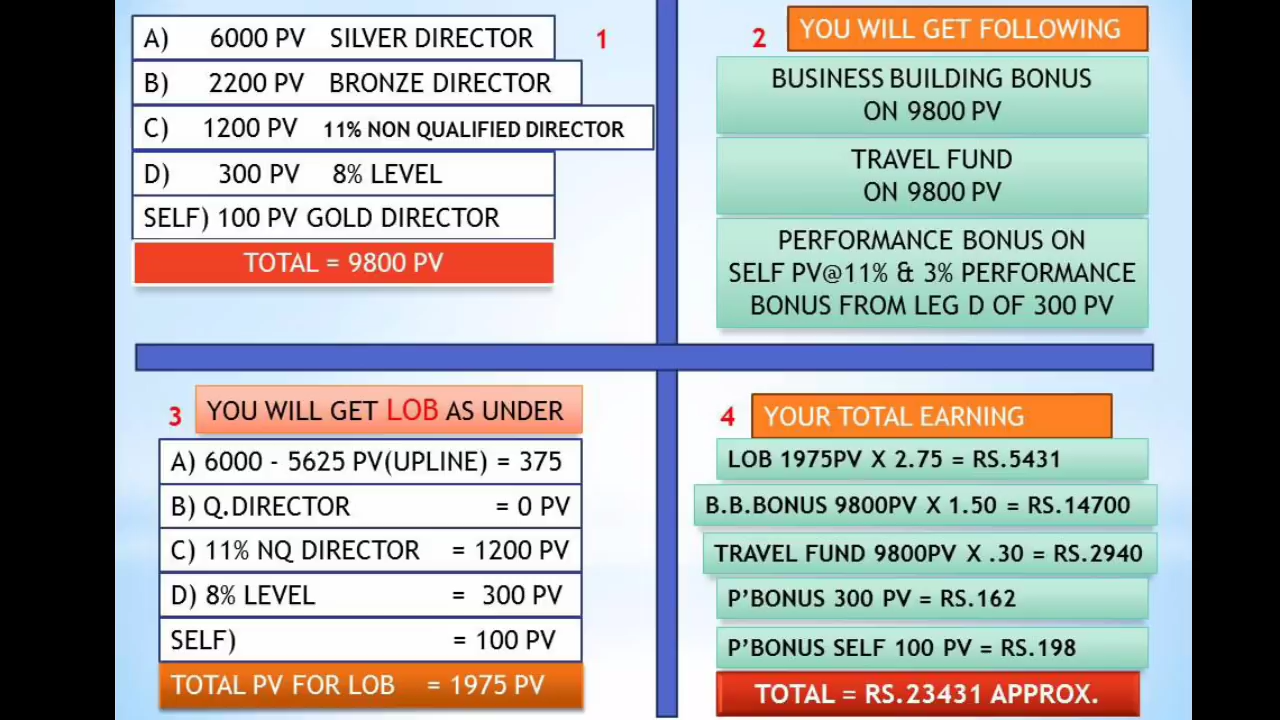 A) 6000 PV SILVER DIRECTOR
B) 2200 PV BRONZE DIRECTOR
C) 1200 PV 11% NON QUALIFIED DIRECTOR
D) 300 PV 8% LEVEL
SELF) 100 PV GOLD DIRECTOR
TOTAL = 9800 PV
1
2
YOU WILL GET FOLLOWING
BUSINESS BUILDING BONUS
ON 9800 PV
TRAVEL FUND
ON 9800 PV
PERFORMANCE BONUS ON
SELF PV@11% & 3% PERFORMANCE
BONUS FROM LEG D OF 300 PV
3
YOU WILL GET LOB AS UNDER
A) 6000 - 5625 PV(UPLINE) = 375
B) Q.DIRECTOR = 0 PV
C) 11% NQ DIRECTOR = 1200 PV
D) 8% LEVEL = 300 PV
SELF) = 100 PV
TOTAL PV FOR LOB = 1975 PV
4
YOUR TOTAL EARNING
LOB 1975PV X 2.75 = RS.5431
B.B.BONUS 9800PV X 1.50 = RS.14700
TRAVEL FUND 9800PV X .30 = RS.2940
P'BONUS 300 PV = RS.162
P'BONUS SELF 100 PV = RS.198
TOTAL = RS.23431 APPROX.